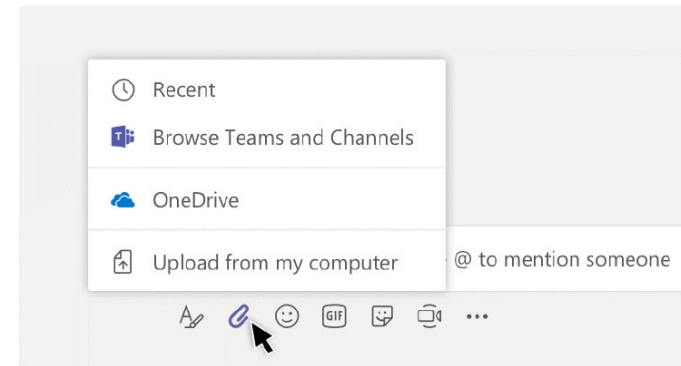 Recent
Browse Teams and Channels
OneDrive
Upload from my computer
@ to mention someone
GIF